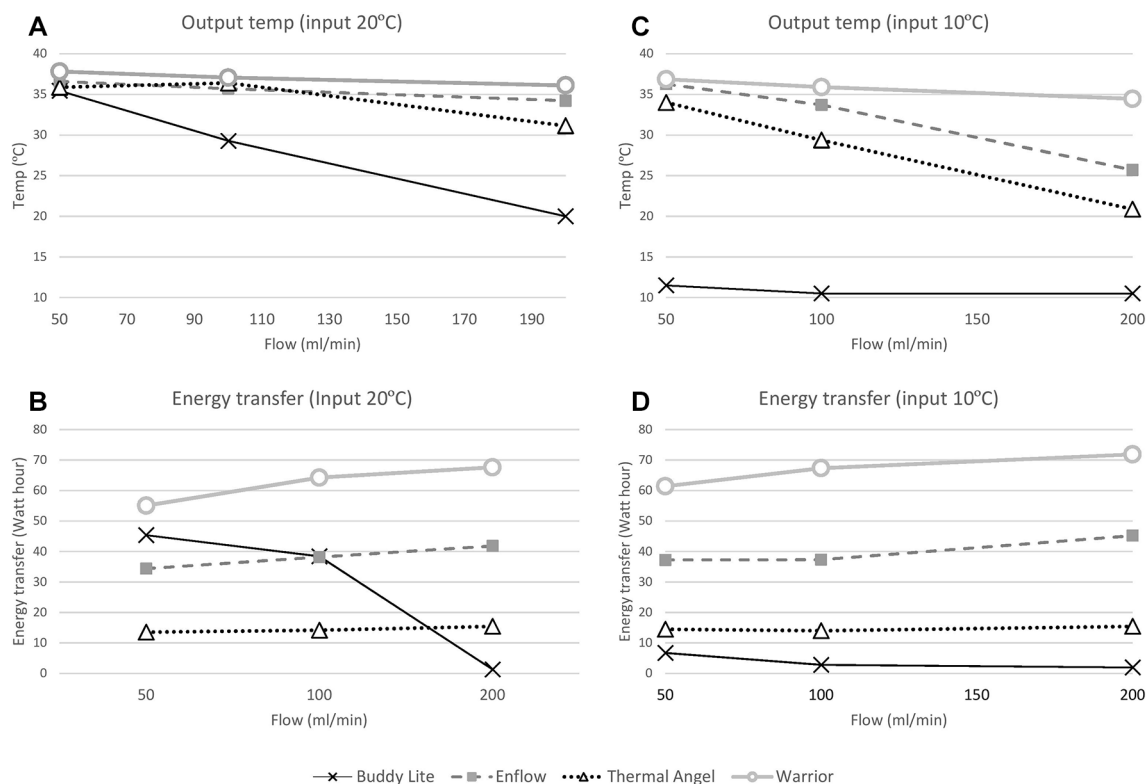 A
Output temp (input 20°C)
40
35
30
25
20
15
10
Temp (°C)
50 70 90 110 130 150 170 190
Flow (ml/min)
C
Output temp (input 10°C)
40
35
30
25
20
15
10
Temp (°C)
50 100 150 200
Flow (ml/min)
B
Energy transfer (Input 20°C)
80
70
60
50
40
30
20
10
0
Energy transfer (Watt hour)
50 100 200
Flow (ml/min)
D
Energy transfer (input 10°C)
80
70
60
50
40
30
20
10
0
Energy transfer (Watt hour)
50 100 150 200
Flow (ml/min)
Buddy Lite Enflow Thermal Angel Warrior